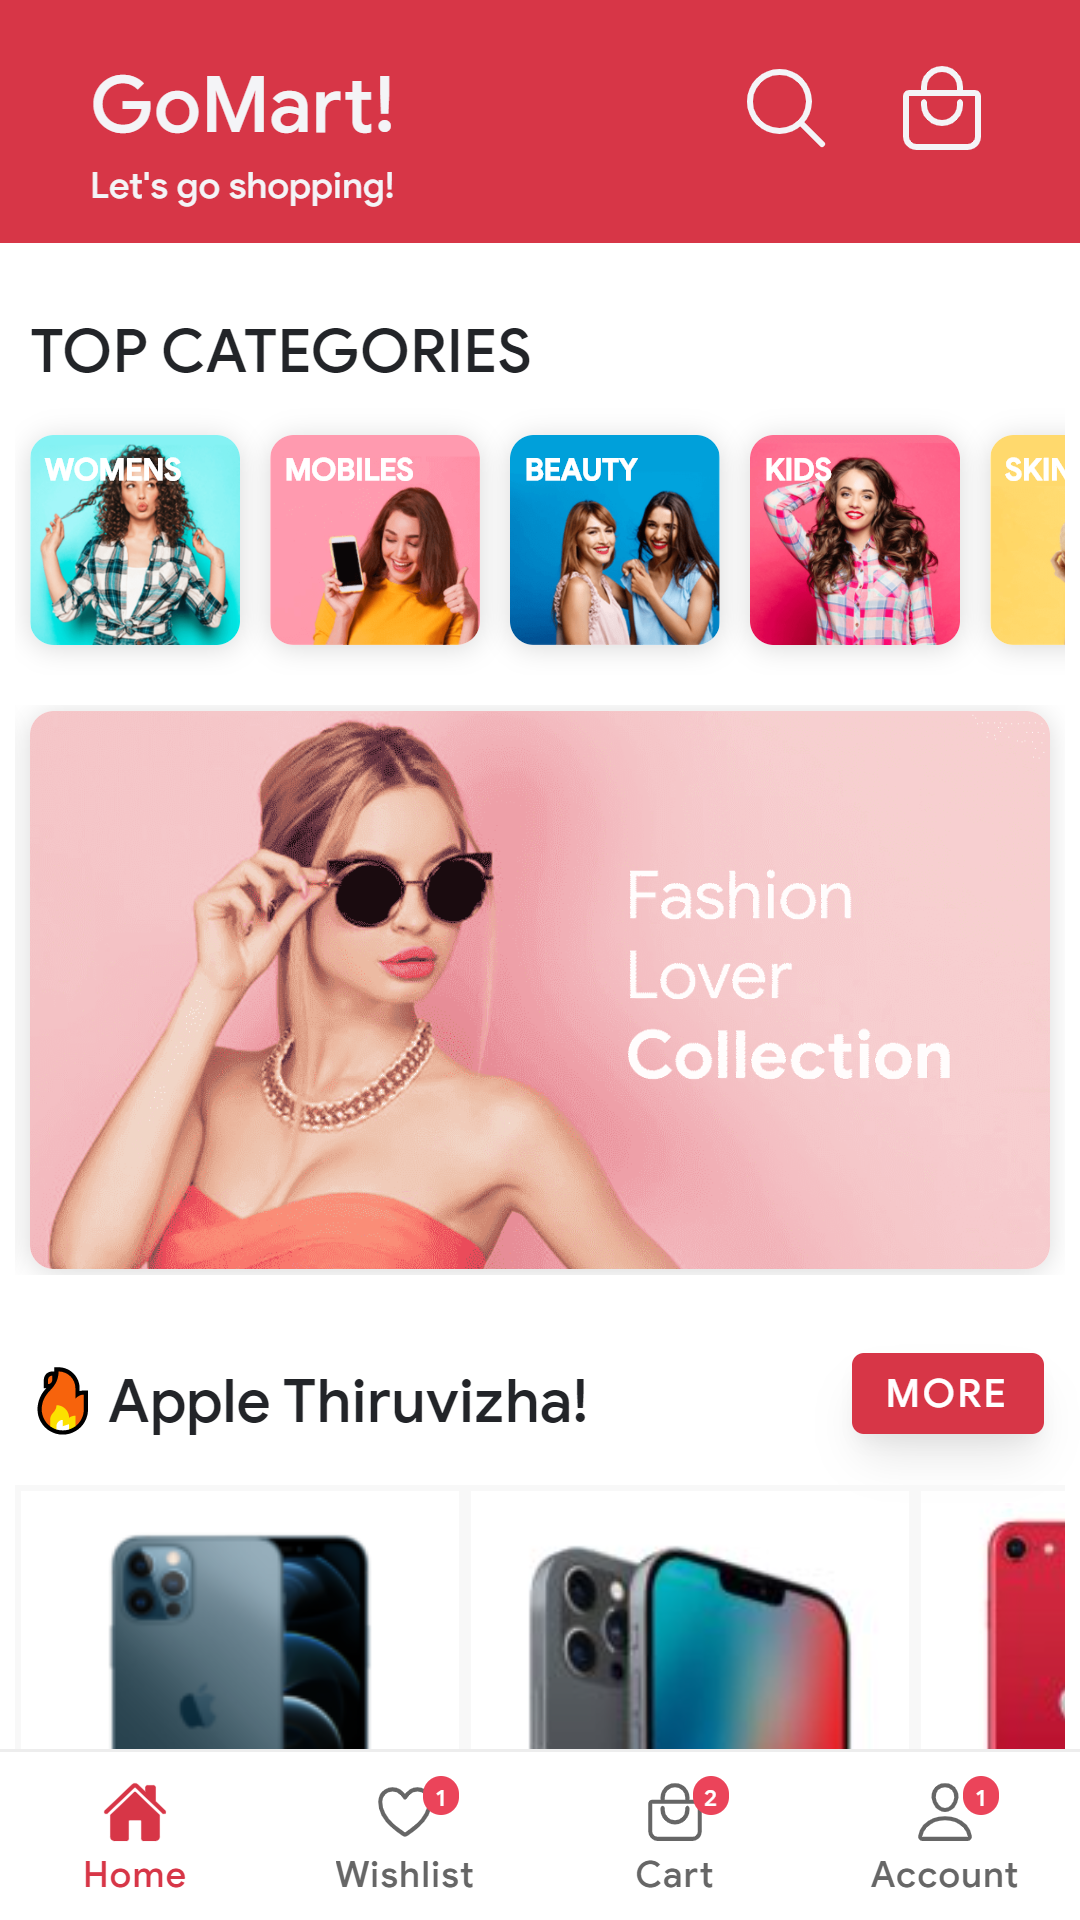 GoMart!
Let's go shopping!
TOP CATEGORIES
WOMENS
MOBILES
BEAUTY
KIDS
SKIN
Fashion
Lover
Collection
Apple Thiruvizha!
MORE
1
2
1
Home
Wishlist
Cart
Account